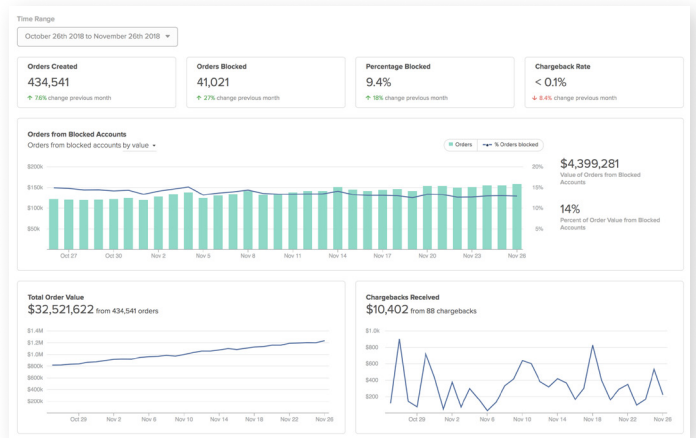 Time Range
October 26th 2018 to November 26th 2018
Orders Created
434,541
↑ 7.6% change previous month
Orders Blocked
41,021
↑ 27% change previous month
Percentage Blocked
9.4%
↑ 18% change previous month
Chargeback Rate
< 0.1%
↓ 8.4% change previous month
Orders from Blocked Accounts
Orders from blocked accounts by value
Orders
% Orders blocked
$200k
$150k
$100k
$50k
20%
15%
10%
5%
Oct 27
Oct 30
Nov 2
Nov 5
Nov 8
Nov 11
Nov 14
Nov 17
Nov 20
Nov 23
Nov 26
$4,399,281
Value of Orders from Blocked
Accounts
14%
Percent of Order Value from Blocked
Accounts
Total Order Value
$32,521,622 from 434,541 orders
$1.4M
$1.2M
$1.0M
$800k
$600k
$400k
$200k
Oct 29
Nov 2
Nov 6
Nov 10
Nov 14
Nov 18
Nov 22
Nov 26
Chargebacks Received
$10,402 from 88 chargebacks
$1.0k
$800
$600
$400
$200
Oct 29
Nov 2
Nov 6
Nov 10
Nov 14
Nov 18
Nov 22
Nov 26